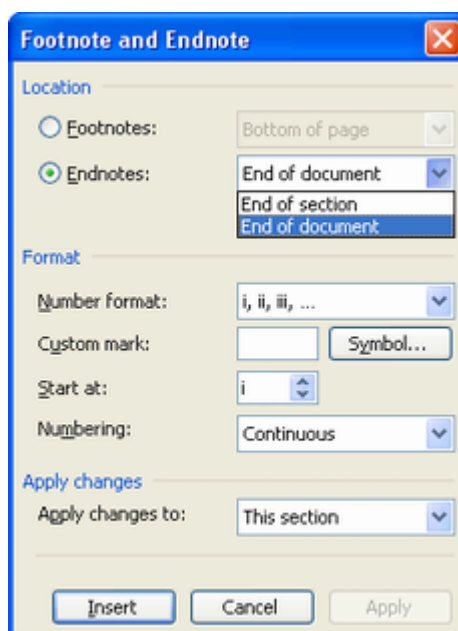 Footnote and Endnote
Location
Footnotes: Bottom of page
Endnotes: End of document
End of section
End of document
Format
Number format: i, ii, iii, ...
Custom mark: Symbol...
Start at: i
Numbering: Continuous
Apply changes
Apply changes to: This section
Insert Cancel Apply